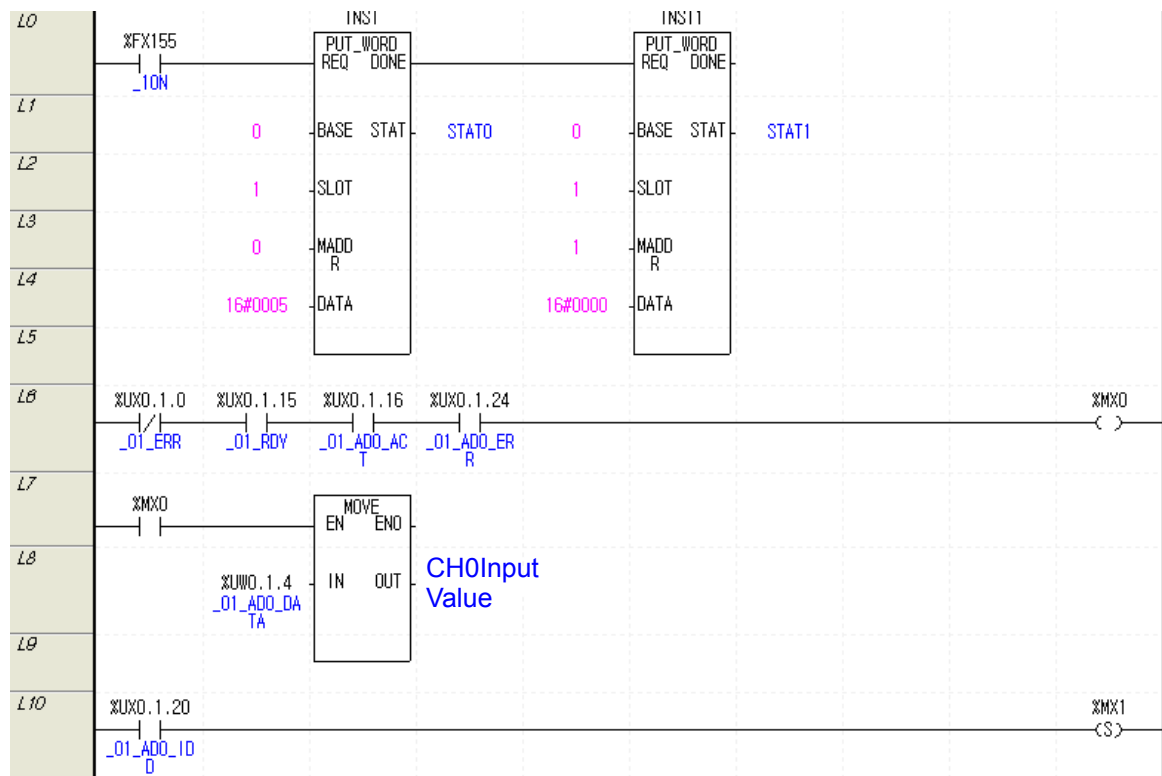 L0
INST
INST1
%FX155
PUT_WORD
REQ DONE
PUT_WORD
REQ DONE
_1ON
L1
0
BASE STAT
STAT0
0
BASE STAT
STAT1
L2
1
SLOT
1
SLOT
L3
0
MADD
R
1
MADD
R
L4
16#0005
DATA
16#0000
DATA
L5
L6
%UX0.1.0
%UX0.1.15
%UX0.1.16
%UX0.1.24
%MX0
_01_ERR
_01_RDY
_01_AD0_AC
T
_01_AD0_ER
R
L7
%MX0
MOVE
EN ENO
L8
%UW0.1.4
_01_AD0_DA
TA
IN OUT
CH0Input
Value
L9
L10
%UX0.1.20
%MX1
_01_AD0_ID
D
(S)